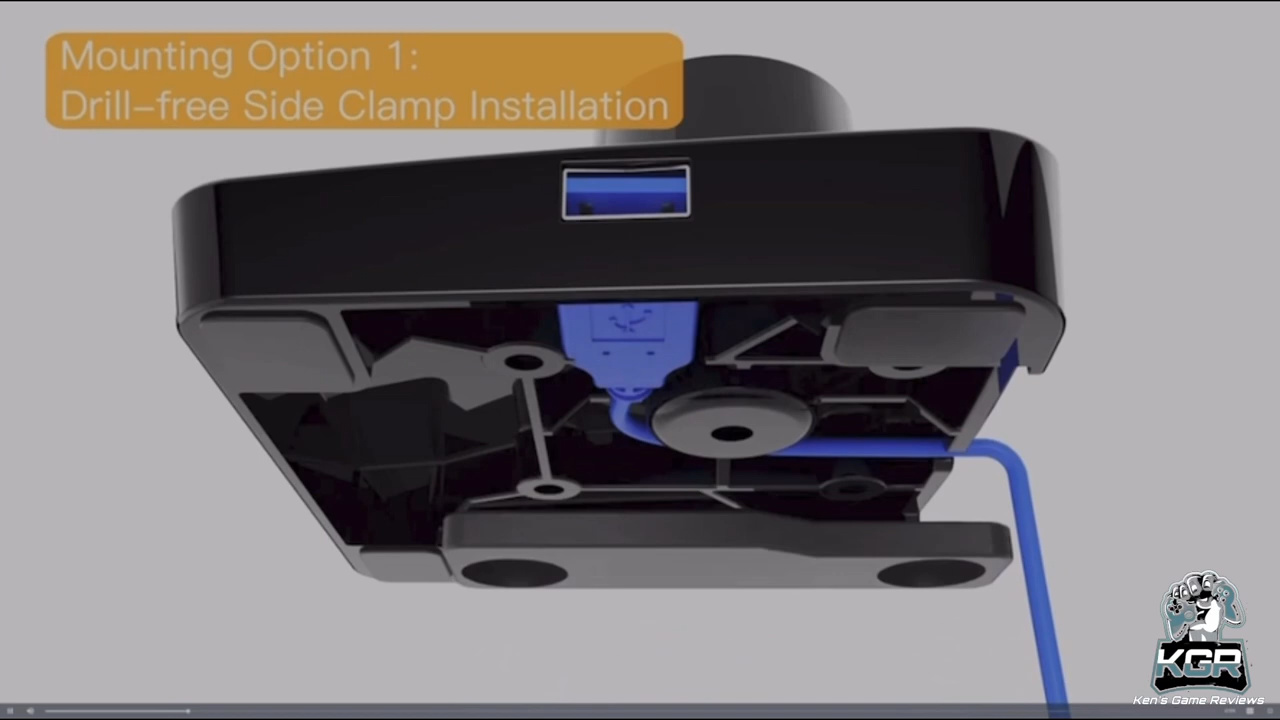 Mounting Option 1:
Drill-free Side Clamp Installation
KGR
Ken's Game Reviews